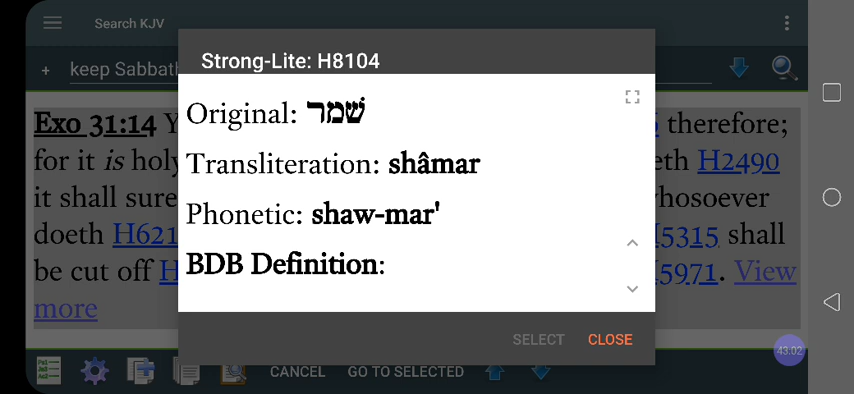 Search KJV
Strong-Lite: H8104
+ keep Sabbath
Original: שׁמר
Transliteration: shâmar
Phonetic: shaw-mar'
BDB Definition:
SELECT CLOSE
Exo 31:14 Y therefore;
for it is holy eth H2490
it shall sure whosoever
doeth H621 H5315 shall
be cut off H 5971. View
more
43:02
CANCEL GO TO SELECTED